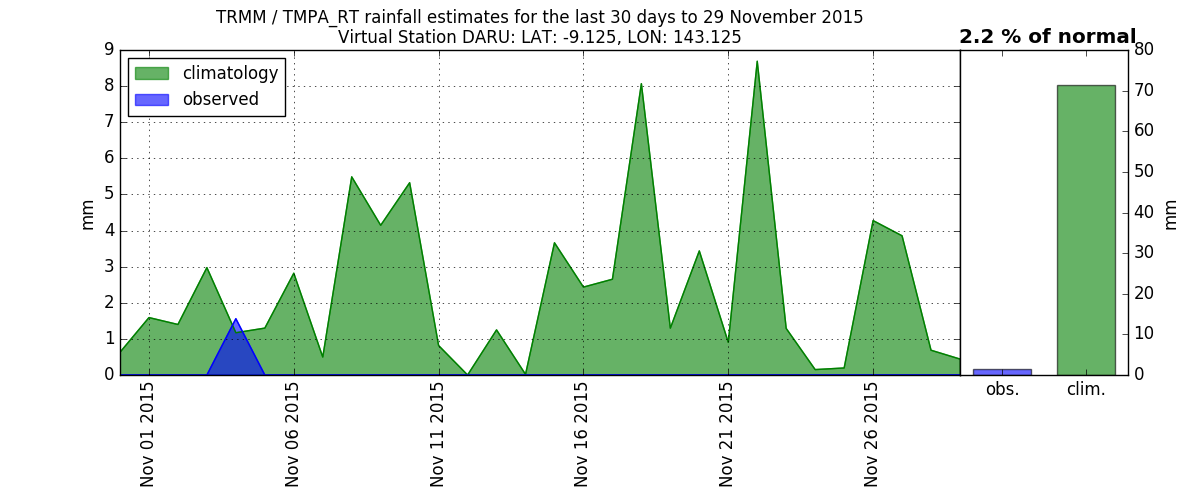 TRMM / TMPA_RT rainfall estimates for the last 30 days to 29 November 2015
Virtual Station DARU: LAT: -9.125, LON: 143.125
2.2 % of normal
climatology
observed
9
8
7
6
5
4
3
2
1
0
mm
Nov 01 2015
Nov 06 2015
Nov 11 2015
Nov 16 2015
Nov 21 2015
Nov 26 2015
obs.
clim.
80
70
60
50
40
30
20
10
0
mm